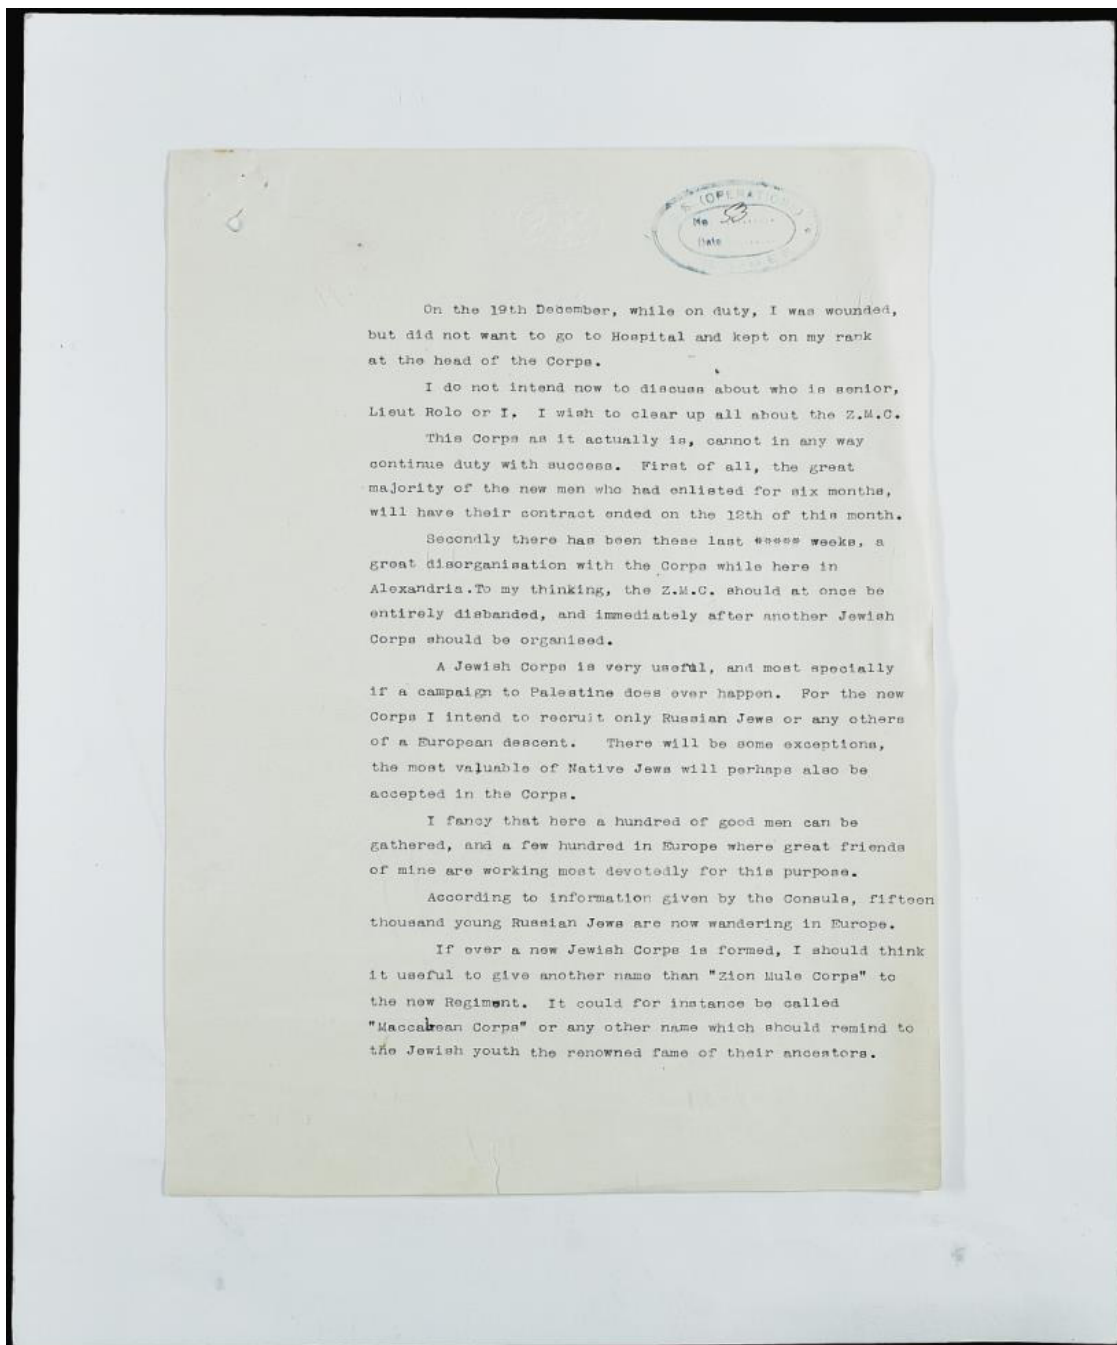 (OPERATION
No 53
Date
On the 19th December, while on duty, I was wounded,
but did not want to go to Hospital and kept on my rank
at the head of the Corps.
I do not intend now to discuss about who is senior,
Lieut Rolo or I. I wish to clear up all about the Z.M.C.
This Corps as it actually is, cannot in any way
continue duty with success. First of all, the great
majority of the new men who had enlisted for six months,
will have their contract ended on the 12th of this month.
Secondly there has been these last ***** weeks, a
great disorganisation with the Corps while here in
Alexandria.To my thinking, the Z.M.C. should at once be
entirely disbanded, and immediately after another Jewish
Corps should be organised.
A Jewish Corps is very useful, and most specially
if a campaign to Palestine does ever happen. For the new
Corps I intend to recruit only Russian Jews or any others
of a European descent. There will be some exceptions,
the most valuable of Native Jews will perhaps also be
accepted in the Corps.
I fancy that here a hundred of good men can be
gathered, and a few hundred in Europe where great friends
of mine are working most devotedly for this purpose.
According to information given by the Consuls, fifteen
thousand young Russian Jews are now wandering in Europe.
If ever a new Jewish Corps is formed, I should think
it useful to give another name than "Zion Mule Corps" to
the new Regiment. It could for instance be called
"Maccabean Corps" or any other name which should remind to
the Jewish youth the renowned fame of their ancestors.